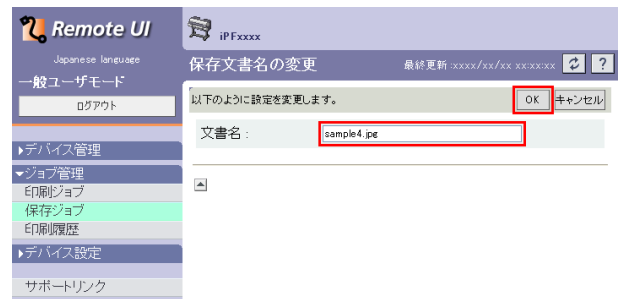 Remote UI
iPFxxxx
Japanese language
一般ユーザモード
ログアウト
保存文書名の変更
最終更新 :xxxx/xx/xx xx:xx:xx
?
以下のように設定を変更します。
OK
キャンセル
文書名 :
sample4.jpg
デバイス管理
ジョブ管理
印刷ジョブ
保存ジョブ
印刷履歴
デバイス設定
サポートリンク